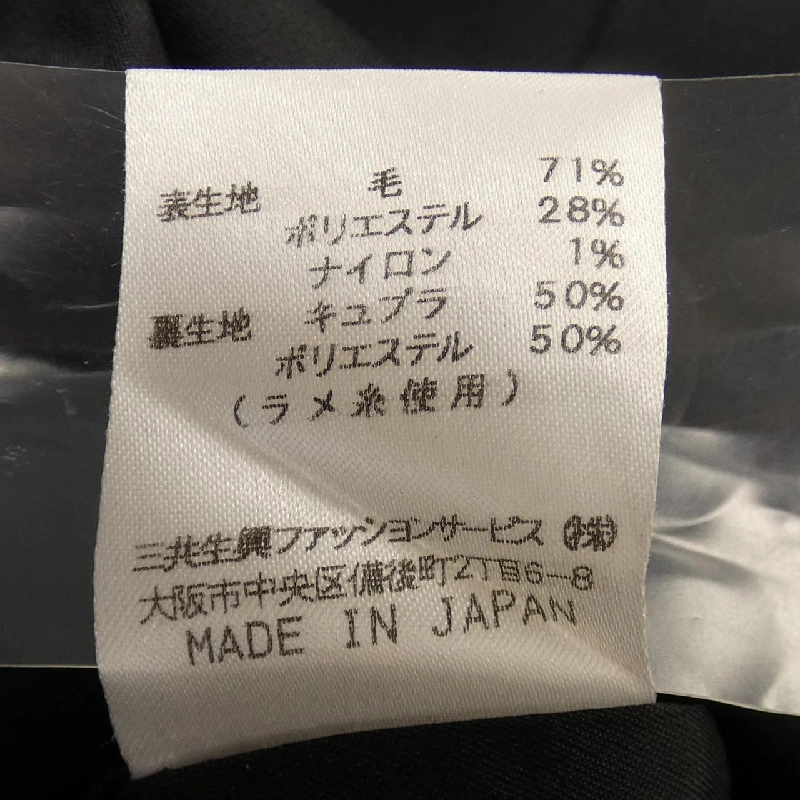 表生地 毛 71%
ポリエステル 28%
ナイロン 1%
裏生地 キュプラ 50%
ポリエステル 50%
(ラメ糸使用)
三共生興ファッションサービス ㈱
大阪市中央区備後町2丁目6-8
MADE IN JAPAN